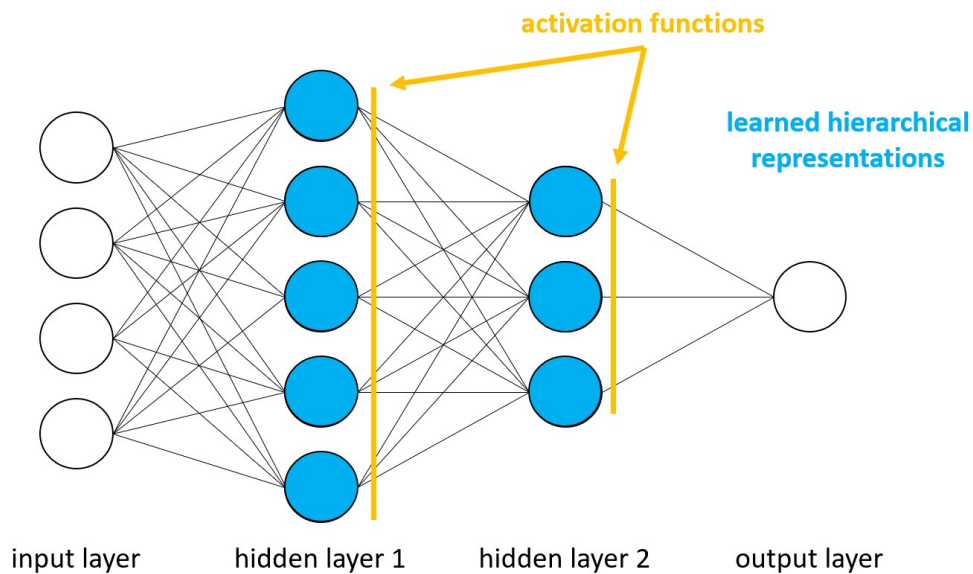 activation functions
learned hierarchical
representations
input layer
hidden layer 1
hidden layer 2
output layer